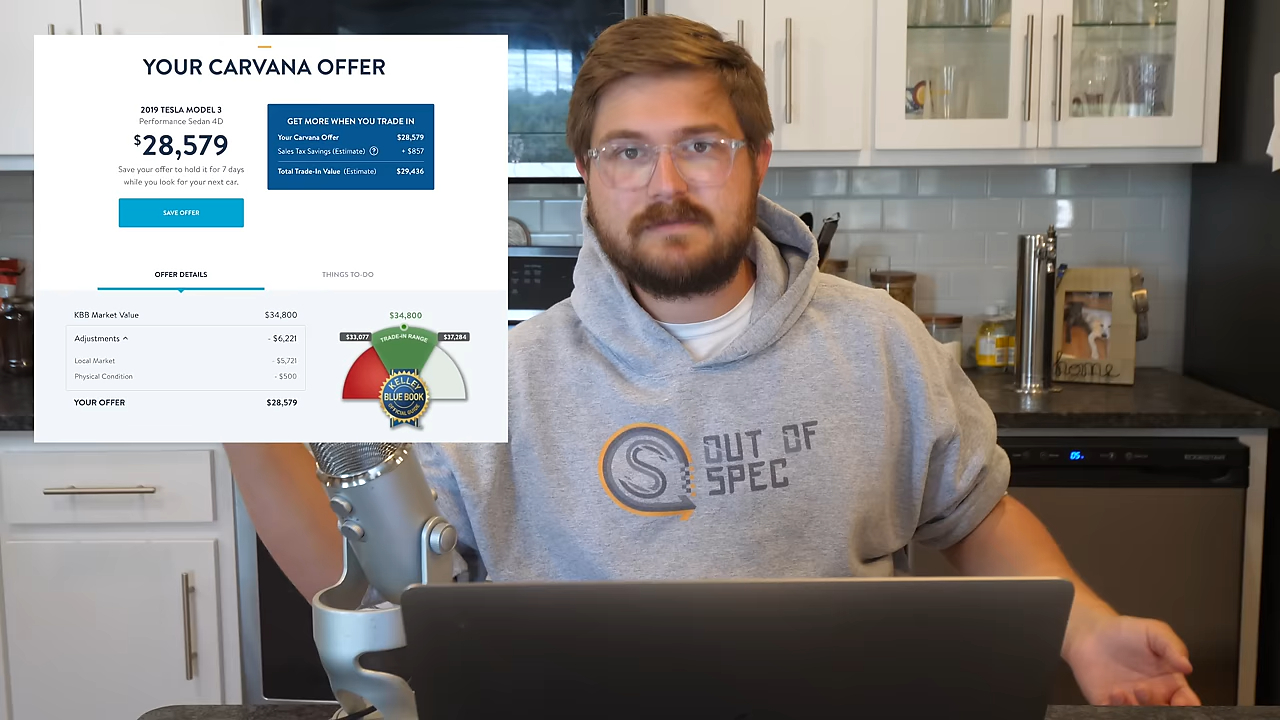 YOUR CARVANA OFFER
2019 TESLA MODEL 3
Performance Sedan 4D
$28,579
Save your offer to hold it for 7 days
while you look for your next car.
SAVE OFFER
GET MORE WHEN YOU TRADE IN
Your Carvana Offer $28,579
Sales Tax Savings (Estimate) ? + $857
Total Trade-In Value (Estimate) $29,436
OFFER DETAILS THINGS TO-DO
KBB Market Value $34,800
Adjustments - $6,221
Local Market - $5,721
Physical Condition - $500
YOUR OFFER $28,579
$34,800
$33,077 TRADE-IN RANGE $37,284
KELLEY
BLUE BOOK
OFFICIAL GUIDE
S OUT OF
SPEC
home
05